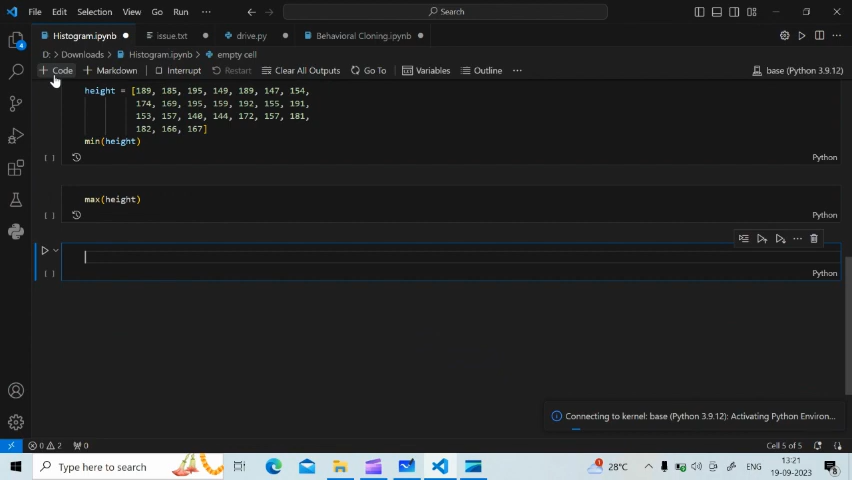 File Edit Selection View Go Run ··· Search
Histogram.ipynb issue.txt drive.py Behavioral Cloning.ipynb
D: > Downloads > Histogram.ipynb > empty cell
+ Code + Markdown Interrupt Restart Clear All Outputs Go To Variables Outline ··· base (Python 3.9.12)
height = [189, 185, 195, 149, 189, 147, 154,
174, 169, 195, 159, 192, 155, 191,
153, 157, 140, 144, 172, 157, 181,
182, 166, 167]
min(height)
[ ] Python
max(height)
[ ] Python
[ ] Python
Connecting to kernel: base (Python 3.9.12): Activating Python Environ...
0 2 0 Cell 5 of 5
Type here to search 28°C ENG 13:21
19-09-2023
4
8